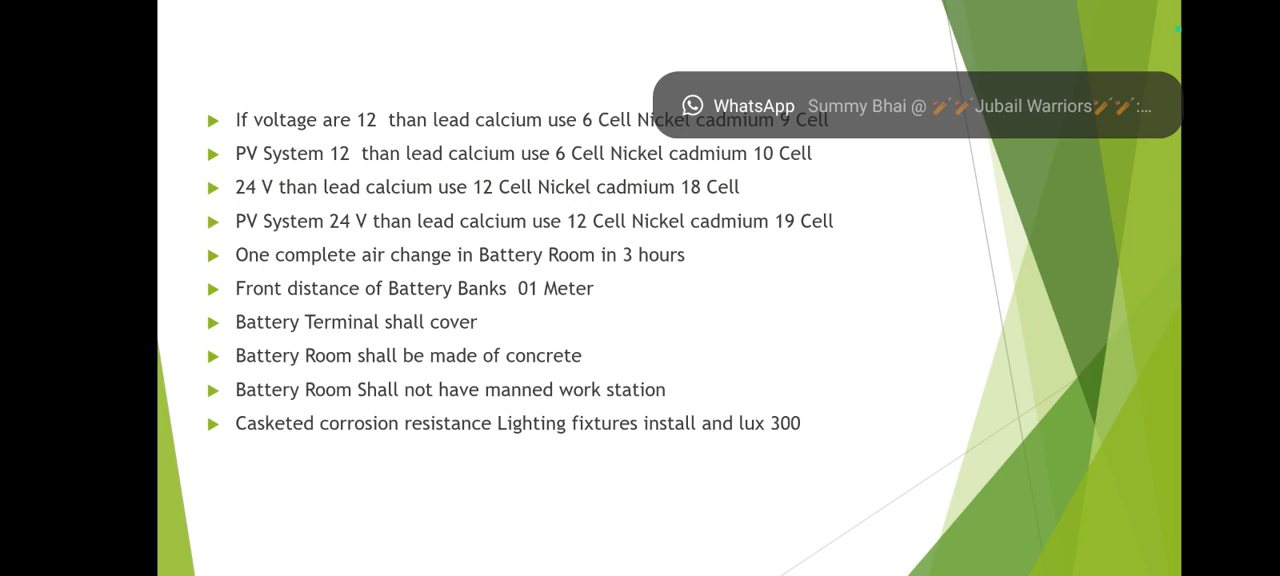 WhatsApp Summy Bhai @ 🏏🏏Jubail Warriors🏏🏏:...
If voltage are 12 than lead calcium use 6 Cell Nickel cadmium 9 Cell
PV System 12 than lead calcium use 6 Cell Nickel cadmium 10 Cell
24 V than lead calcium use 12 Cell Nickel cadmium 18 Cell
PV System 24 V than lead calcium use 12 Cell Nickel cadmium 19 Cell
One complete air change in Battery Room in 3 hours
Front distance of Battery Banks 01 Meter
Battery Terminal shall cover
Battery Room shall be made of concrete
Battery Room Shall not have manned work station
Casketed corrosion resistance Lighting fixtures install and lux 300